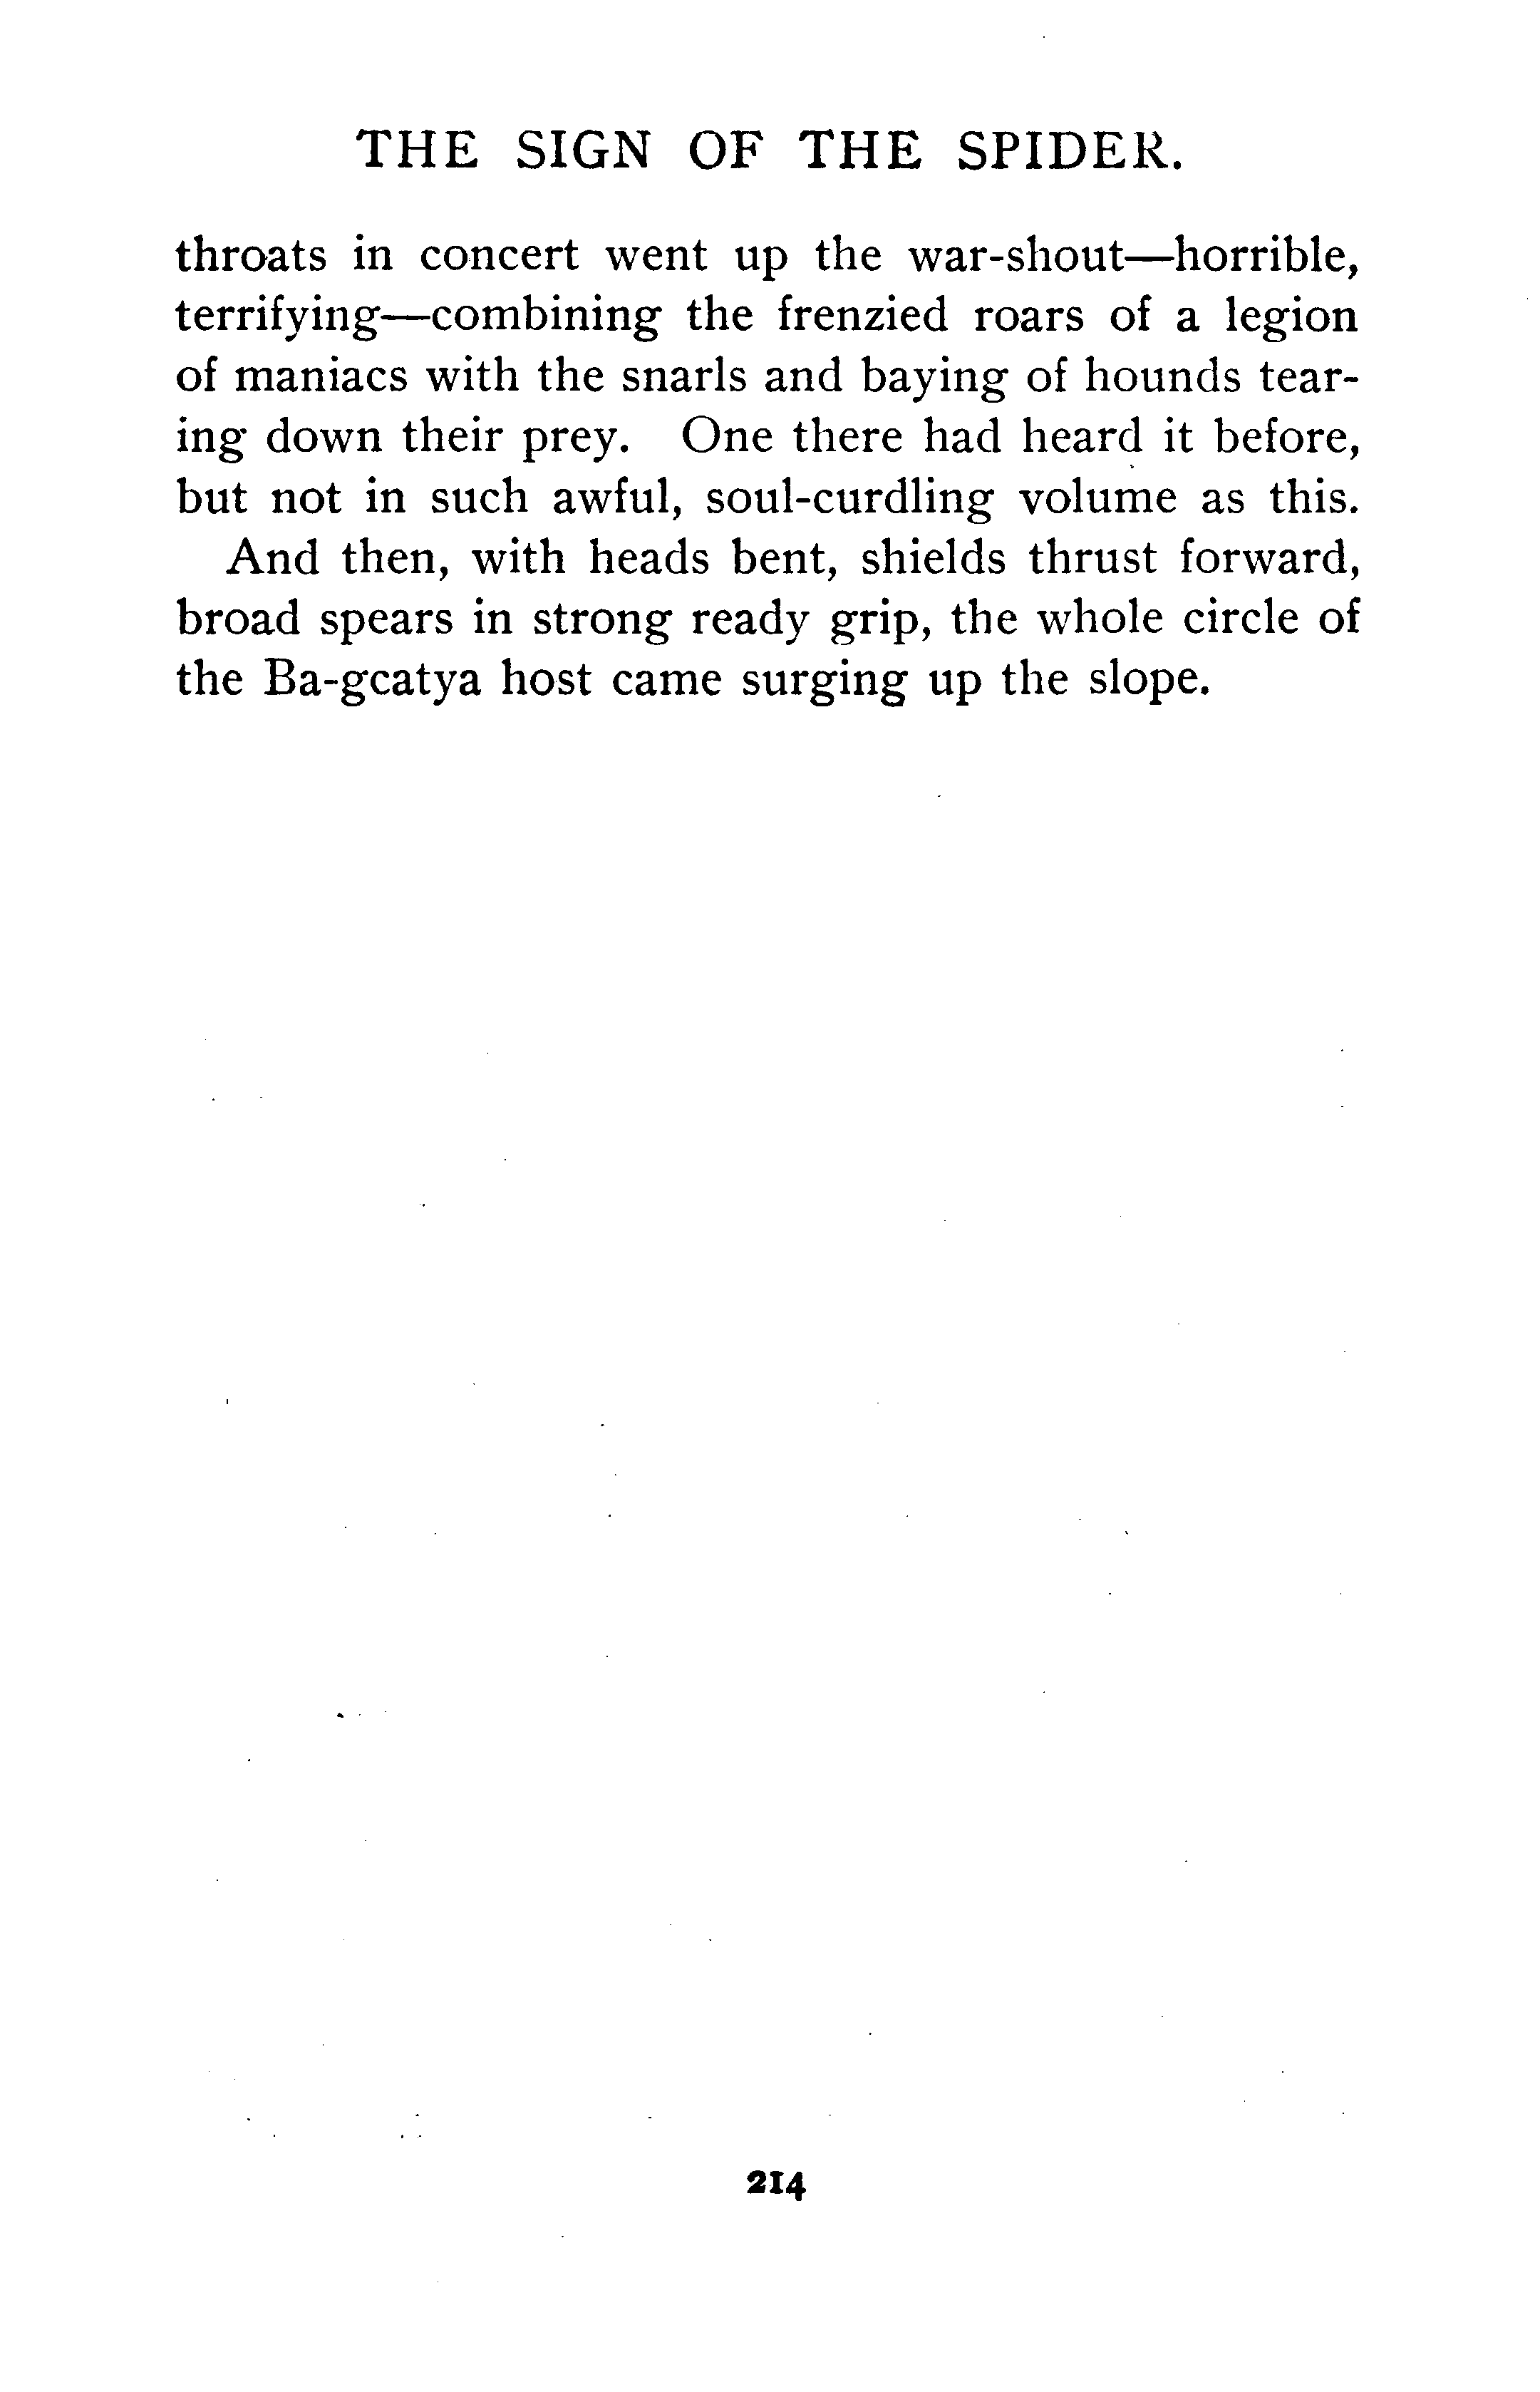 THE SIGN OF THE SPIDER.
throats in concert went up the war-shout—horrible,
terrifying—combining the frenzied roars of a legion
of maniacs with the snarls and baying of hounds tear-
ing down their prey. One there had heard it before,
but not in such awful, soul-curdling volume as this.
And then, with heads bent, shields thrust forward,
broad spears in strong ready grip, the whole circle of
the Ba-gcatya host came surging up the slope.
214